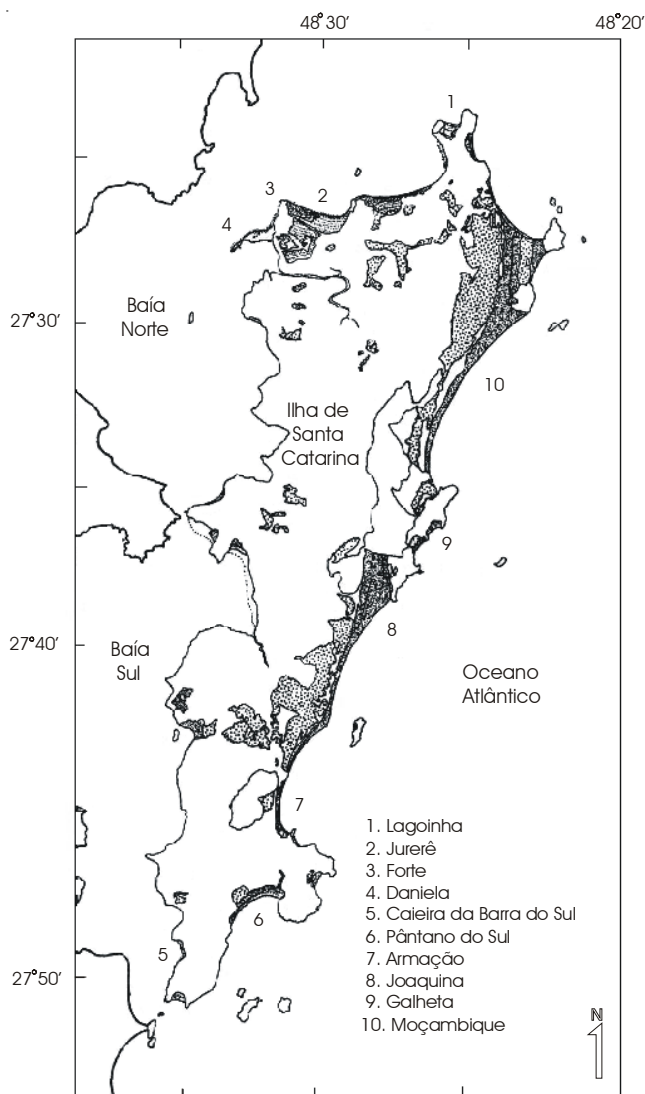 48°30′ 48°20′
1
3
2
4
Baía
Norte
27°30′
10
Ilha de
Santa
Catarina
9
8
27°40′
Baía
Sul
Oceano
Atlântico
7
1. Lagoinha
2. Jurerê
3. Forte
4. Daniela
5. Caieira da Barra do Sul
6. Pântano do Sul
7. Armação
8. Joaquina
9. Galheta
10. Moçambique
6
5
27°50′
N